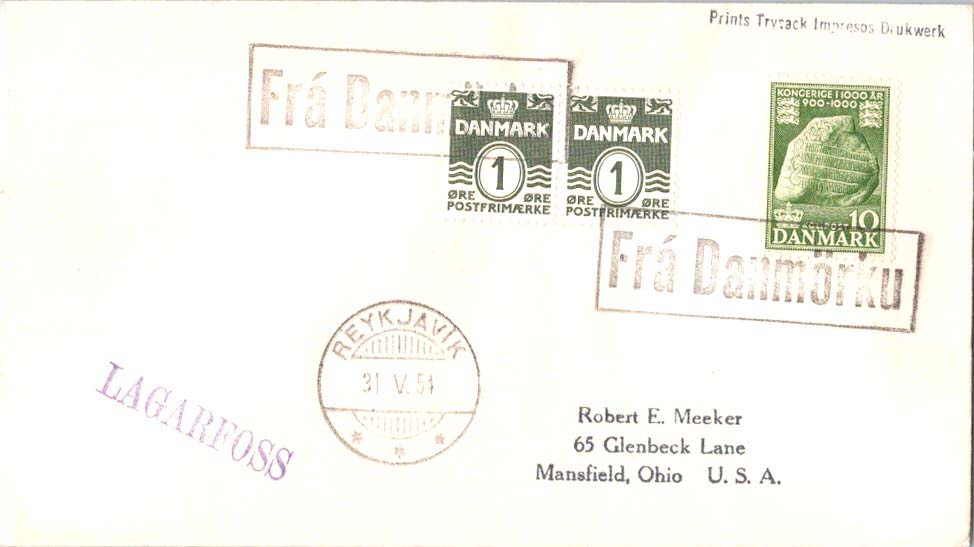 Prints Trycack Impresos Drukwerk
Frá Danm
DANMARK
1
ØRE ØRE
POSTFRIMÆRKE
DANMARK
1
ØRE ØRE
POSTFRIMÆRKE
KONGERIGE I 1000 ÅR
900-1000
10
DANMARK
Frá Danmörku
REYKJAVÍK
31 V. 54
LAGARFOSS
Robert E. Meeker
65 Glenbeck Lane
Mansfield, Ohio U. S. A.